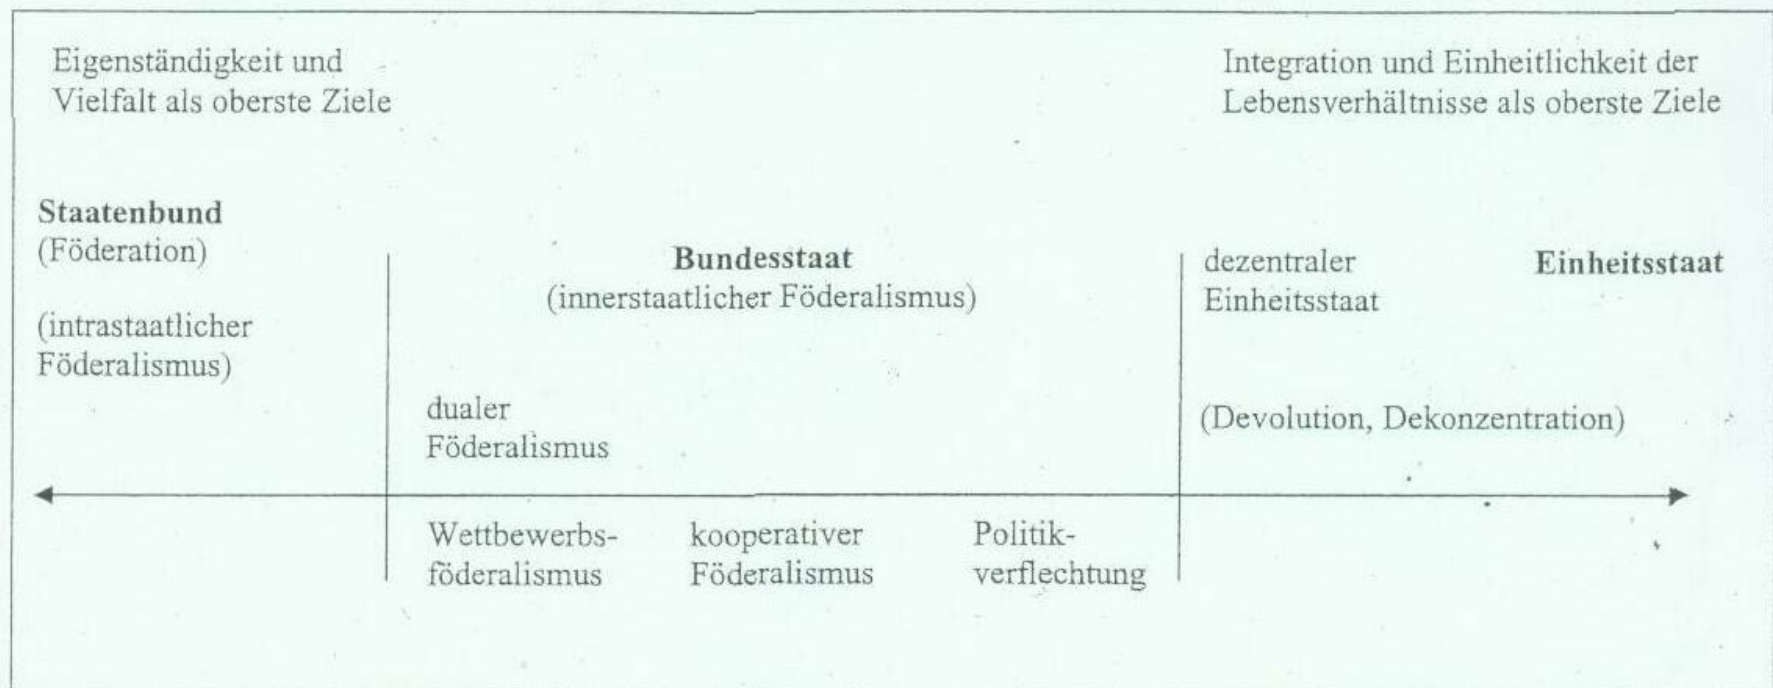 Eigenständigkeit und
Vielfalt als oberste Ziele
Integration und Einheitlichkeit der
Lebensverhältnisse als oberste Ziele
Staatenbund
(Föderation)
(intrastaatlicher
Föderalismus)
Bundesstaat
(innerstaatlicher Föderalismus)
dezentraler
Einheitsstaat
Einheitsstaat
(Devolution, Dekonzentration)
dualer
Föderalismus
Wettbewerbs-
föderalismus
kooperativer
Föderalismus
Politik-
verflechtung